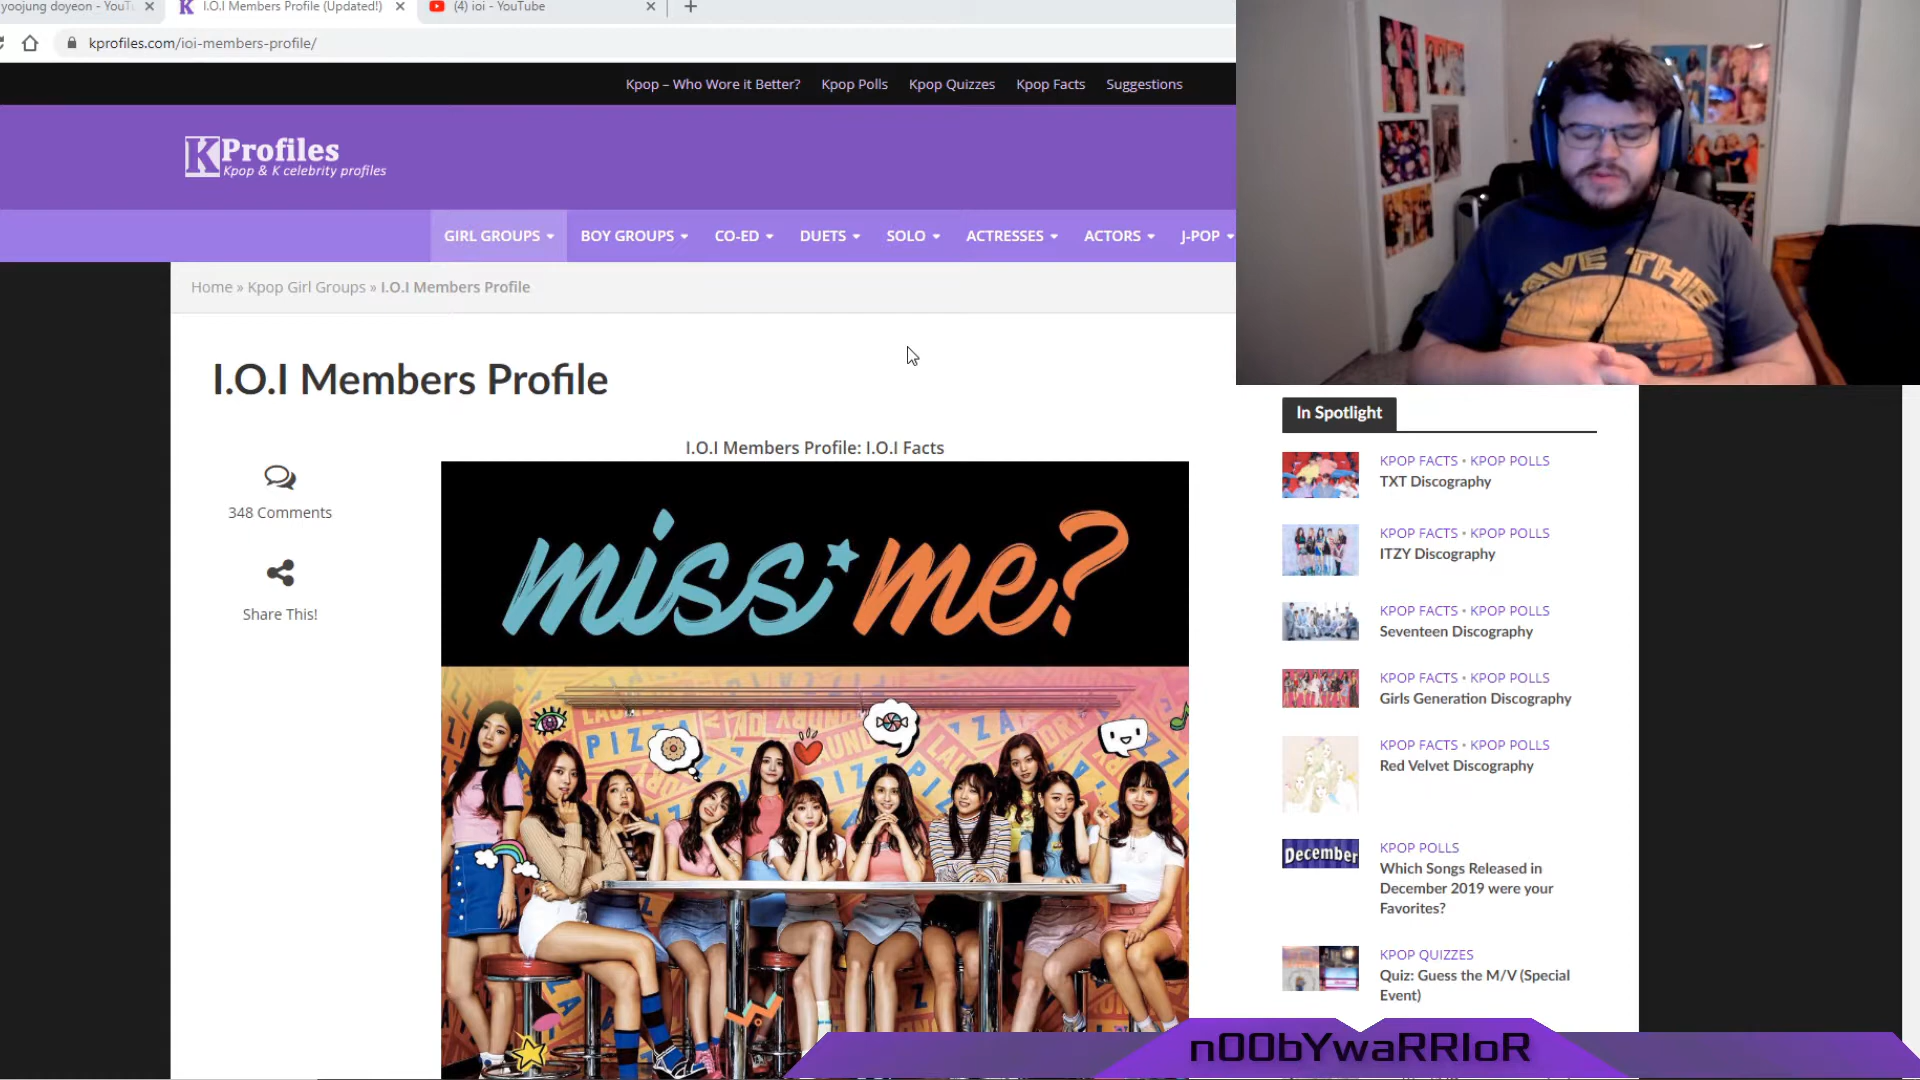 yoojung doyeon - YouTu
I.O.I Members Profile (Updated!)
(4) ioi - YouTube
kprofiles.com/ioi-members-profile/
Kpop – Who Wore it Better?
Kpop Polls
Kpop Quizzes
Kpop Facts
Suggestions
KProfiles
Kpop & K celebrity profiles
GIRL GROUPS
BOY GROUPS
CO-ED
DUETS
SOLO
ACTRESSES
ACTORS
J-POP
Home » Kpop Girl Groups » I.O.I Members Profile
I.O.I Members Profile
I.O.I Members Profile: I.O.I Facts
348 Comments
Share This!
miss me?
PIZZA
In Spotlight
KPOP FACTS • KPOP POLLS
TXT Discography
KPOP FACTS • KPOP POLLS
ITZY Discography
KPOP FACTS • KPOP POLLS
Seventeen Discography
KPOP FACTS • KPOP POLLS
Girls Generation Discography
KPOP FACTS • KPOP POLLS
Red Velvet Discography
December
KPOP POLLS
Which Songs Released in
December 2019 were your
Favorites?
KPOP QUIZZES
Quiz: Guess the M/V (Special
Event)
n00bYwaRRIoR